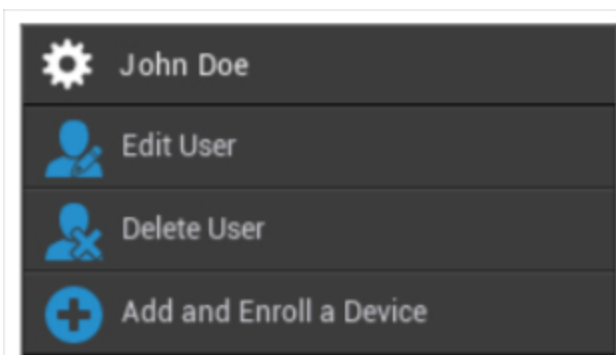 John Doe
Edit User
Delete User
Add and Enroll a Device